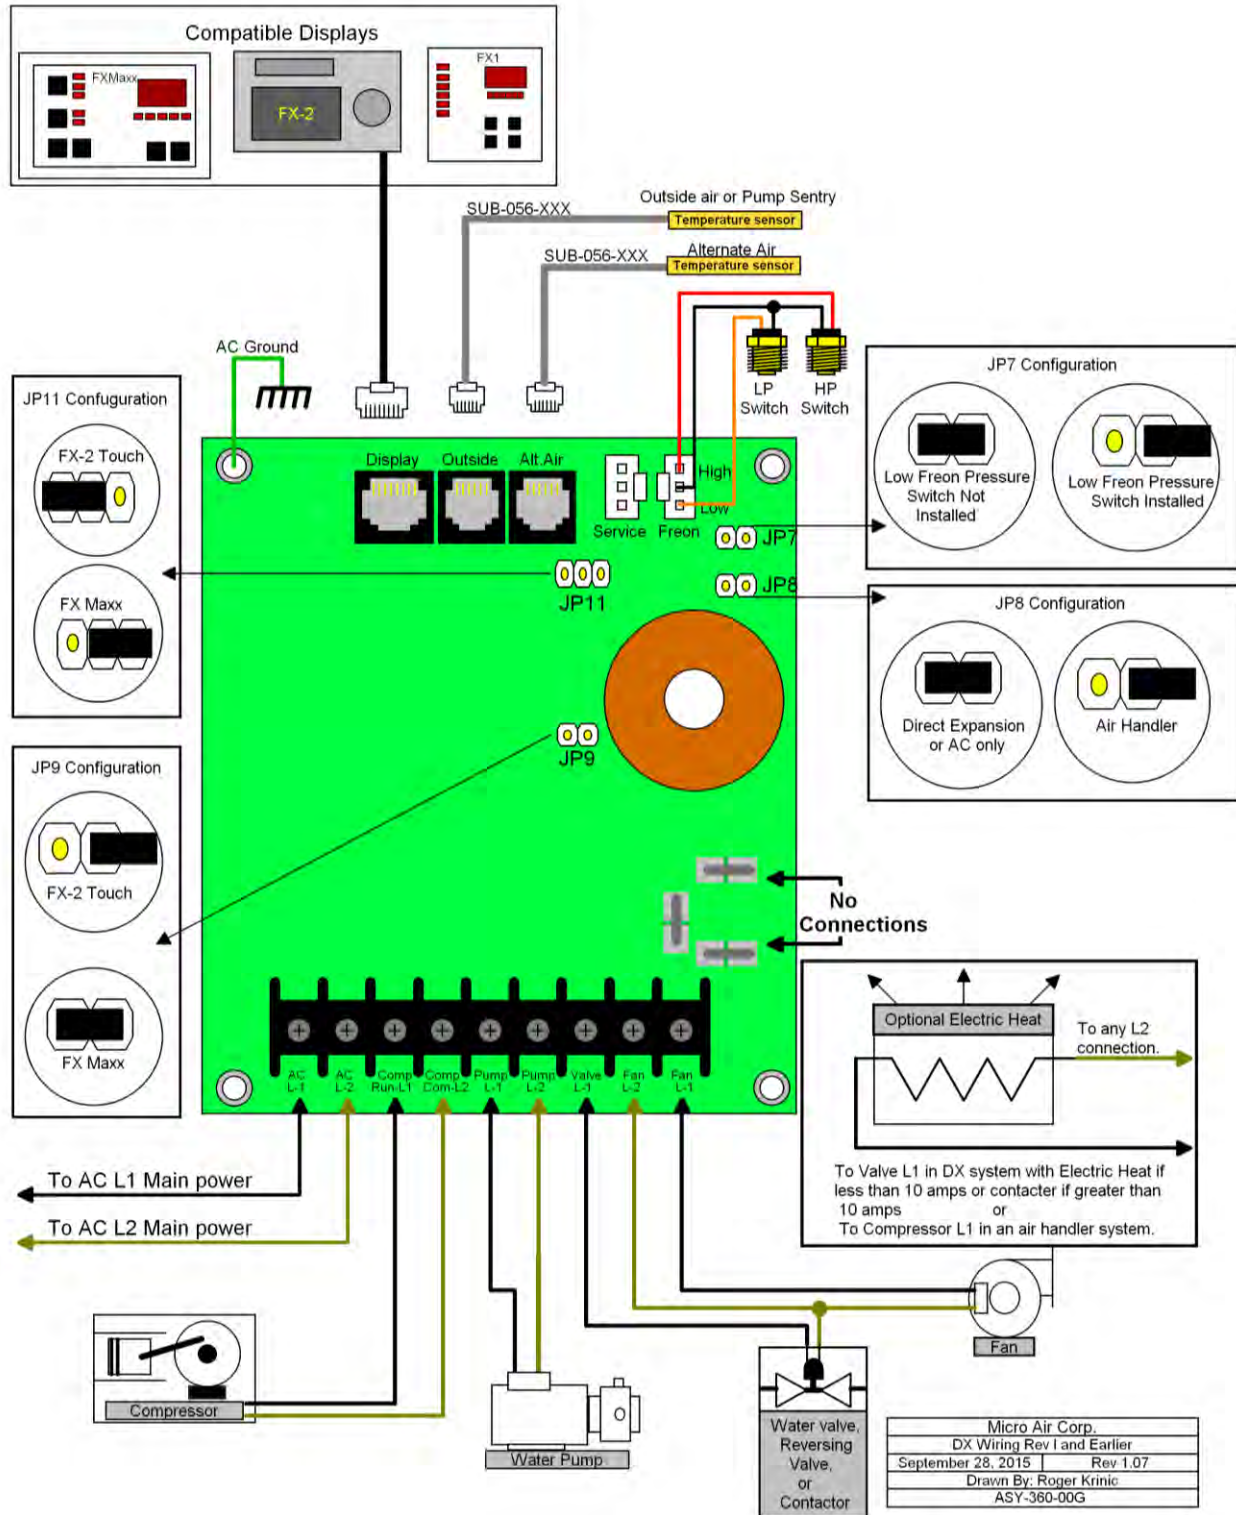 Compatible Displays
FXMaxx
FX-2
FX1
Outside air or Pump Sentry
SUB-056-XXX
Temperature sensor
Alternate Air
SUB-056-XXX
Temperature sensor
AC Ground
LP
Switch
HP
Switch
JP11 Confuguration
FX-2 Touch
FX Maxx
JP7 Configuration
Low Freon Pressure
Switch Not
Installed
Low Freon Pressure
Switch Installed
Display
Outside
Alt.Air
High
Low
Service
Freon
JP7
JP8
JP11
JP9
JP8 Configuration
Direct Expansion
or AC only
Air Handler
JP9 Configuration
FX-2 Touch
FX Maxx
No
Connections
AC
L-1
AC
L-2
Comp
Run-L1
Comp
Com-L2
Pump
L-1
Pump
L-2
Valve
L-1
Fan
L-2
Fan
L-1
Optional Electric Heat
To any L2
connection.
To Valve L1 in DX system with Electric Heat if
less than 10 amps or contacter if greater than
10 amps or
To Compressor L1 in an air handler system.
To AC L1 Main power
To AC L2 Main power
Compressor
Water Pump
Fan
Water valve,
Reversing
Valve,
or
Contactor
Micro Air Corp.
DX Wiring Rev I and Earlier
September 28, 2015 Rev 1.07
Drawn By: Roger Krinic
ASY-360-00G